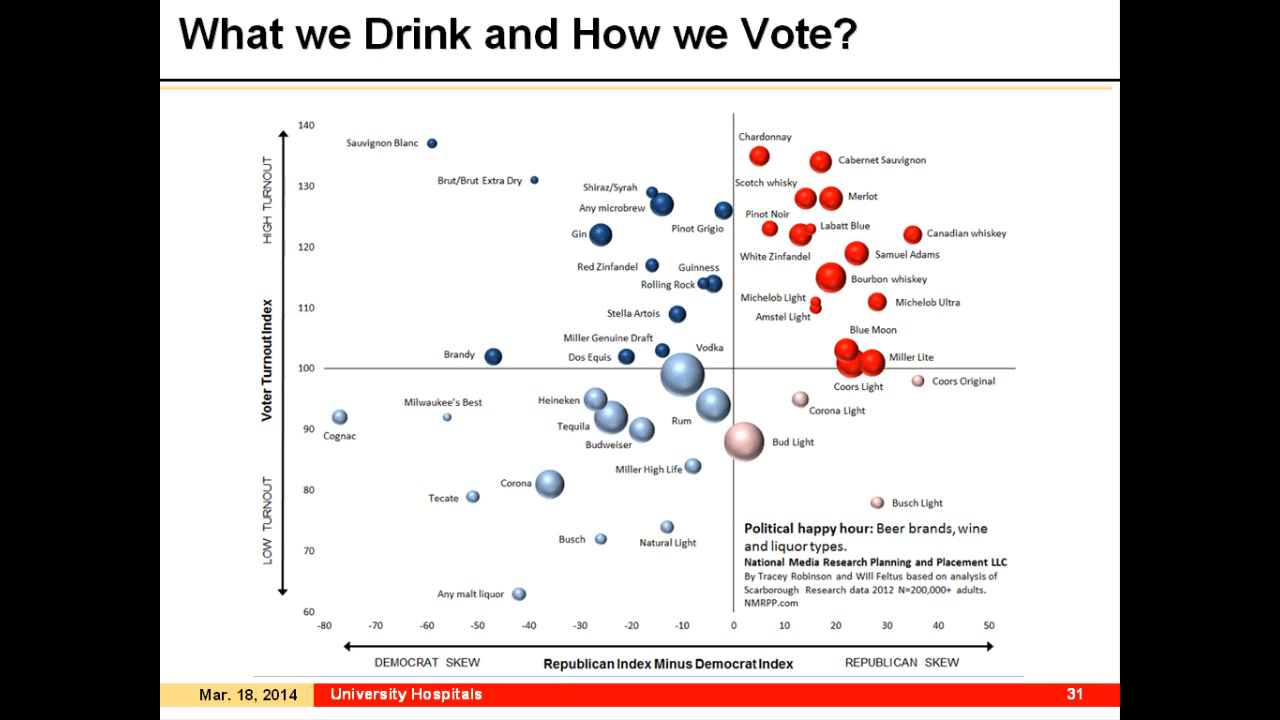 What we Drink and How we Vote?
140
130
120
110
100
90
80
70
60
HIGH TURNOUT
Voter Turnout Index
LOW TURNOUT
Sauvignon Blanc
Brut/Brut Extra Dry
Shiraz/Syrah
Any microbrew
Pinot Grigio
Gin
Red Zinfandel
Guinness
Rolling Rock
Stella Artois
Miller Genuine Draft
Vodka
Brandy
Dos Equis
Chardonnay
Cabernet Sauvignon
Scotch whisky
Merlot
Pinot Noir
Labatt Blue
Canadian whiskey
White Zinfandel
Samuel Adams
Bourbon whiskey
Michelob Light
Michelob Ultra
Amstel Light
Blue Moon
Miller Lite
Coors Light
Coors Original
Corona Light
Bud Light
Busch Light
Heineken
Milwaukee's Best
Cognac
Tequila
Rum
Budweiser
Miller High Life
Corona
Tecate
Busch
Natural Light
Any malt liquor
Political happy hour: Beer brands, wine
and liquor types.
National Media Research Planning and Placement LLC
By Tracey Robinson and Will Feltus based on analysis of
Scarborough Research data 2012 N=200,000+ adults.
NMRPP.com
-80 -70 -60 -50 -40 -30 -20 -10 0 10 20 30 40 50
DEMOCRAT SKEW Republican Index Minus Democrat Index REPUBLICAN SKEW
Mar. 18, 2014 University Hospitals 31